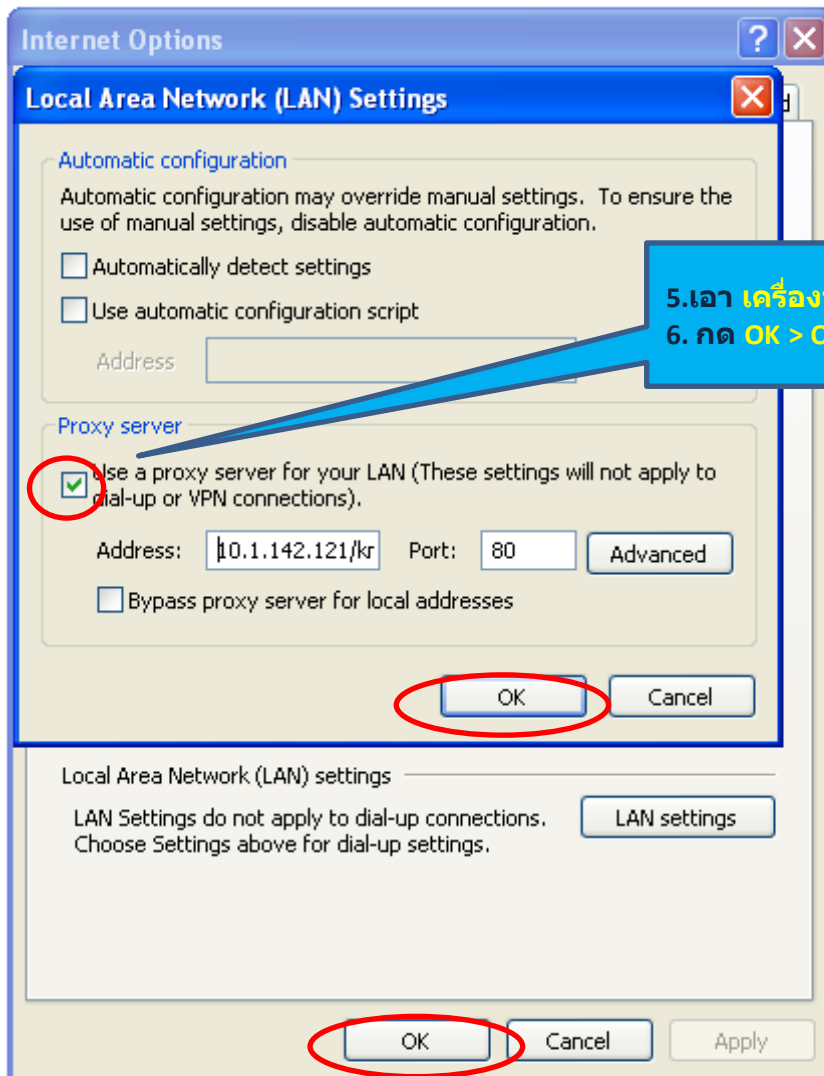 Internet Options
Local Area Network (LAN) Settings
Automatic configuration
Automatic configuration may override manual settings. To ensure the
use of manual settings, disable automatic configuration.
Automatically detect settings
Use automatic configuration script
Address
5.เอา เครื่อง
6. กด OK >
Proxy server
Use a proxy server for your LAN (These settings will not apply to
dial-up or VPN connections).
Address: 10.1.142.121/kr Port: 80 Advanced
Bypass proxy server for local addresses
OK Cancel
Local Area Network (LAN) settings
LAN Settings do not apply to dial-up connections. LAN settings
Choose Settings above for dial-up settings.
OK Cancel Apply